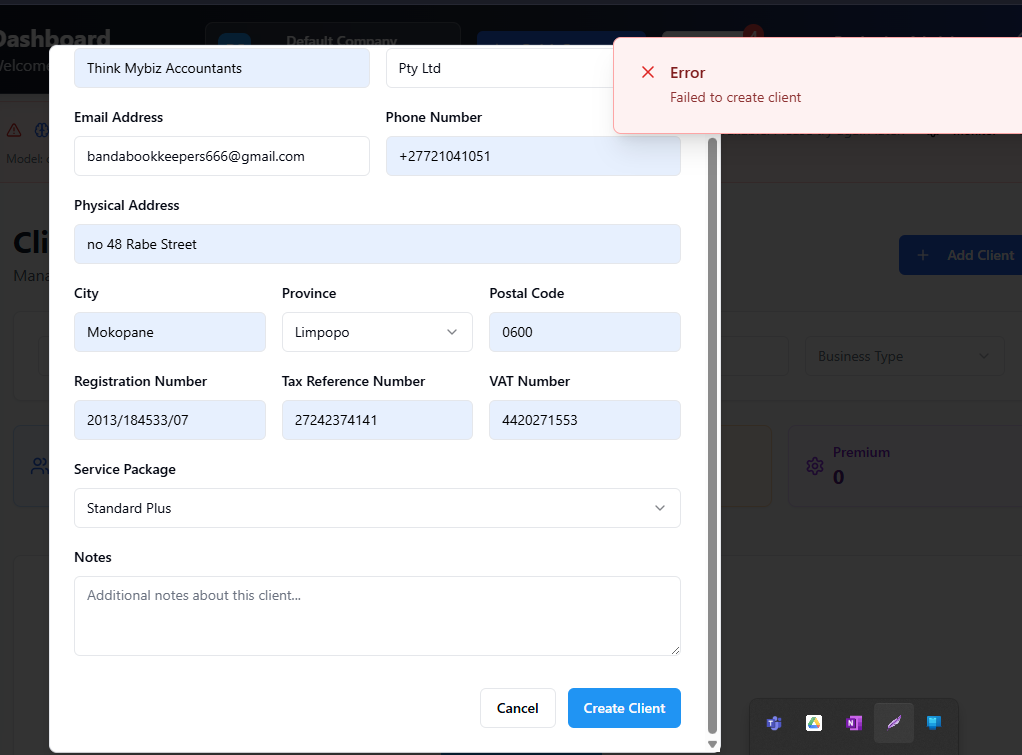 Dashboard
Default Company
Welcome
Error
Failed to create client
Think Mybiz Accountants
Pty Ltd
Email Address
Phone Number
bandabookkeepers666@gmail.com
+27721041051
Model:
Physical Address
no 48 Rabe Street
Cli
Mana
Add Client
City
Province
Postal Code
Mokopane
Limpopo
0600
Business Type
Registration Number
Tax Reference Number
VAT Number
2013/184533/07
27242374141
4420271553
Premium
0
Service Package
Standard Plus
Notes
Additional notes about this client...
Cancel
Create Client